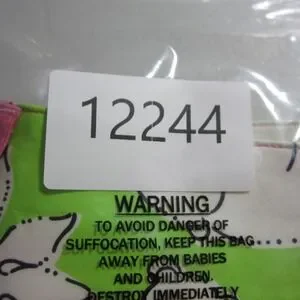 12244
WARNING
TO AVOID DANGER OF
SUFFOCATION, KEEP THIS BAG
AWAY FROM BABIES
AND CHILDREN.
DESTROY IMMEDIATELY